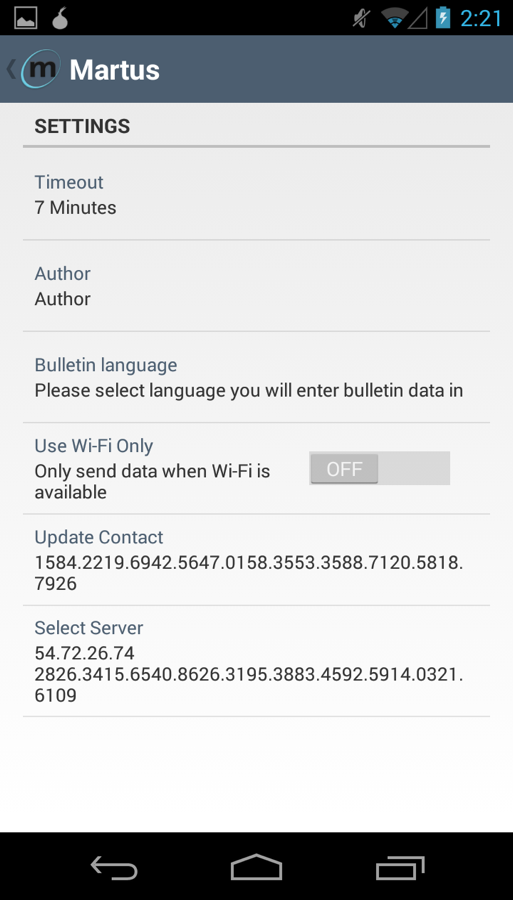 2:21
m Martus
SETTINGS
Timeout
7 Minutes
Author
Author
Bulletin language
Please select language you will enter bulletin data in
Use Wi-Fi Only
Only send data when Wi-Fi is
available
OFF
Update Contact
1584.2219.6942.5647.0158.3553.3588.7120.5818.
7926
Select Server
54.72.26.74
2826.3415.6540.8626.3195.3883.4592.5914.0321.
6109